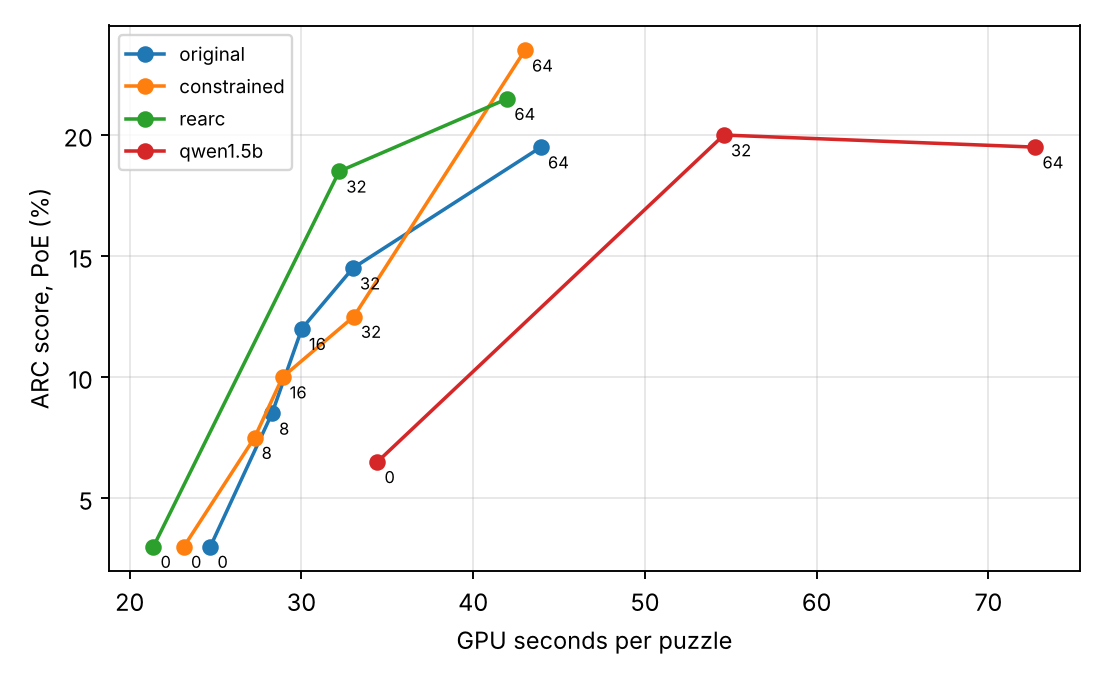 original
constrained
rearc
qwen1.5b
64
64
64
32
64
32
32
32
16
16
8
8
0
0
0
0
20
15
10
5
20 30 40 50 60 70
GPU seconds per puzzle
ARC score, PoE (%)